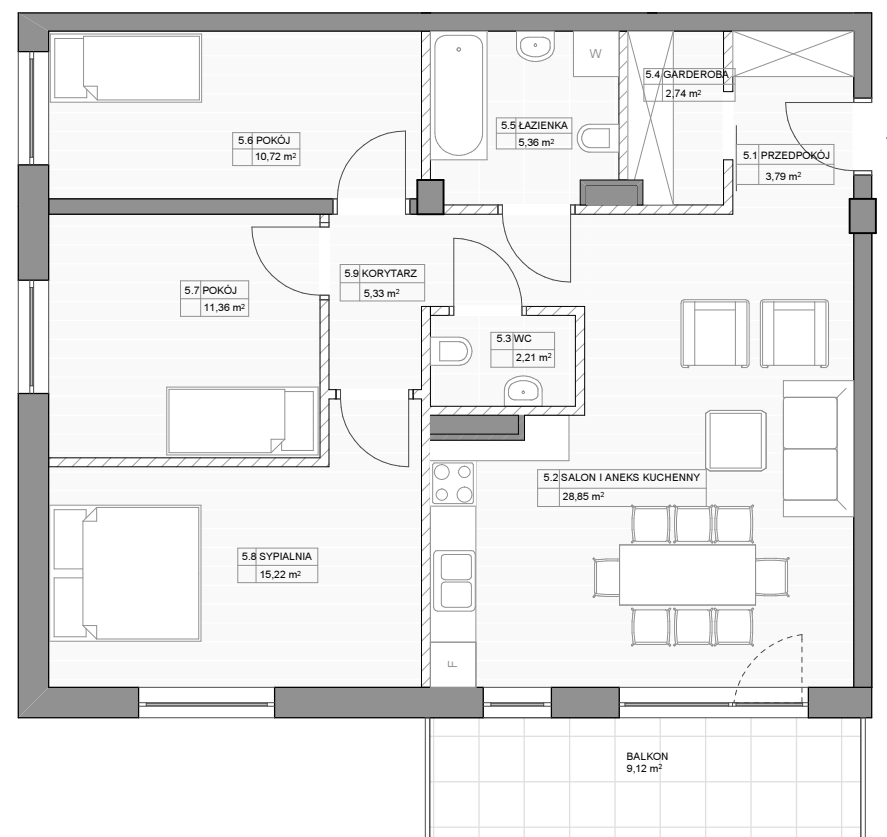 W
5.4 GARDEROBA
2,74 m²
5.5 ŁAZIENKA
5,36 m²
5.6 POKÓJ
10,72 m²
5.1 PRZEDPOKÓJ
3,79 m²
5.9 KORYTARZ
5,33 m²
5.7 POKÓJ
11,36 m²
5.3 WC
2,21 m²
5.2 SALON I ANEKS KUCHENNY
28,85 m²
5.8 SYPIALNIA
15,22 m²
F
BALKON
9,12 m²